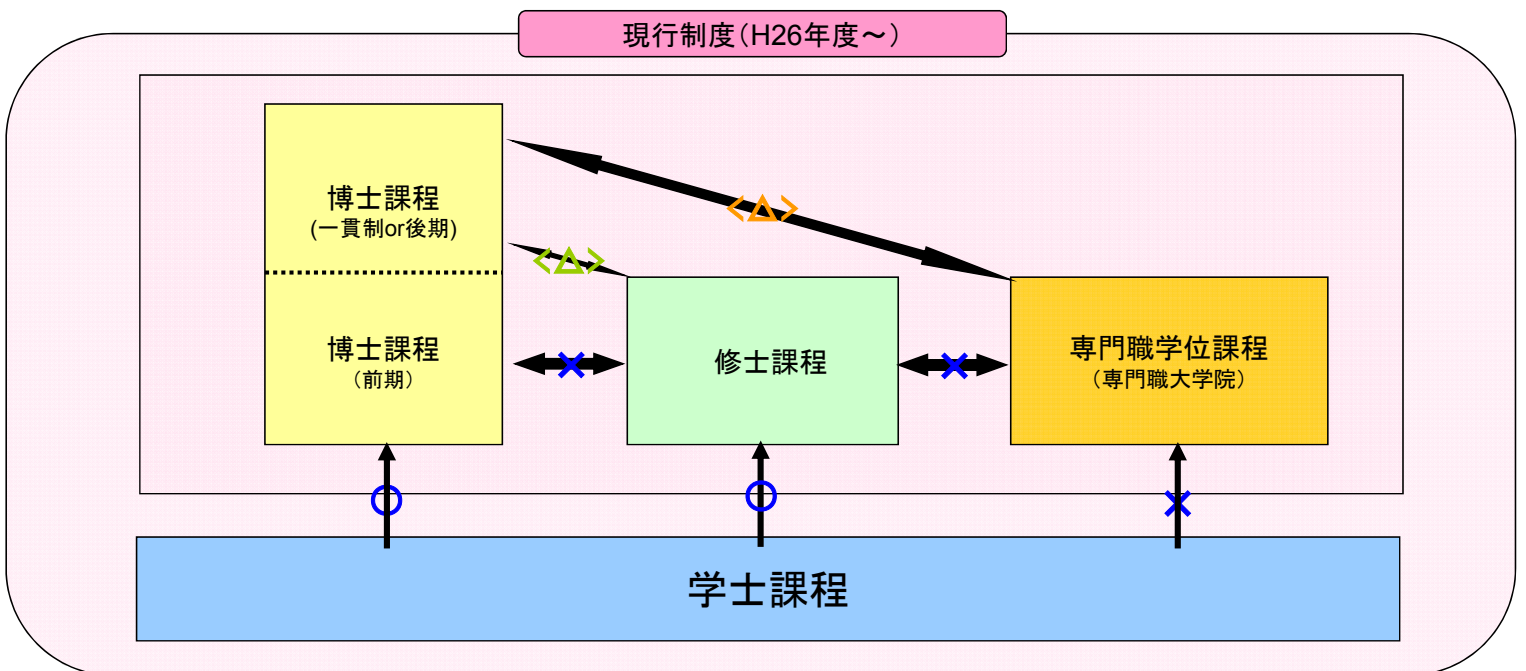 現行制度(H26年度～)
博士課程
(一貫制or後期)
<△>
<△>
博士課程
(前期)
×
修士課程
×
専門職学位課程
(専門職大学院)
○
○
×
学士課程